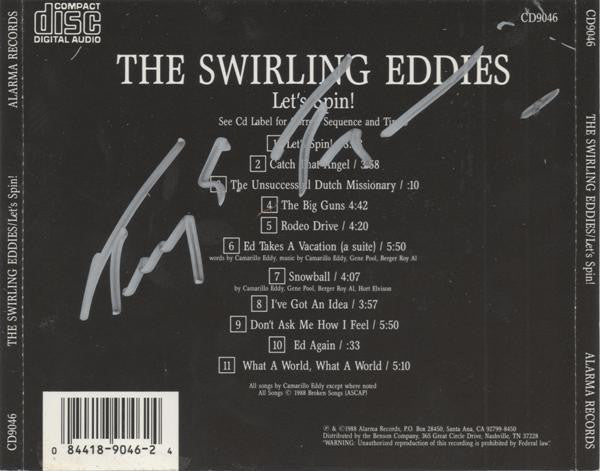 COMPACT
disc
DIGITAL AUDIO
CD9046
THE SWIRLING EDDIES
Let's Spin!
See Cd Label for Sequence and
1 Let's Spin!
2 Catch That Angel / 3:58
The Unsuccessful Dutch Missionary / :10
4 The Big Guns 4:42
5 Rodeo Drive / 4:20
6 Ed Takes A Vacation (a suite) / 5:50
words by Camarillo Eddy, music by Camarillo Eddy, Gene Pool, Berger Roy Al
7 Snowball / 4:07
by Camarillo Eddy, Gene Pool, Berger Roy Al, Hort Elvison
8 I've Got An Idea / 3:57
9 Don't Ask Me How I Feel / 5:50
10 Ed Again / :33
11 What A World, What A World / 5:10
All songs by Camarillo Eddy except where noted
All Songs © 1988 Broken Songs (ASCAP)
0 84418-9046-2 4
℗ & ©1988 Alarma Records, P.O. Box 28450, Santa Ana, CA 92799-8450
Distributed by the Benson Company, 365 Great Circle Drive, Nashville, TN 37228
"WARNING: Unauthorized reproduction of this recording is prohibited by Federal law."
ALARMA RECORDS
THE SWIRLING EDDIES/Let's Spin!
CD9046
CD9046
THE SWIRLING EDDIES/Let's Spin!
ALARMA RECORDS